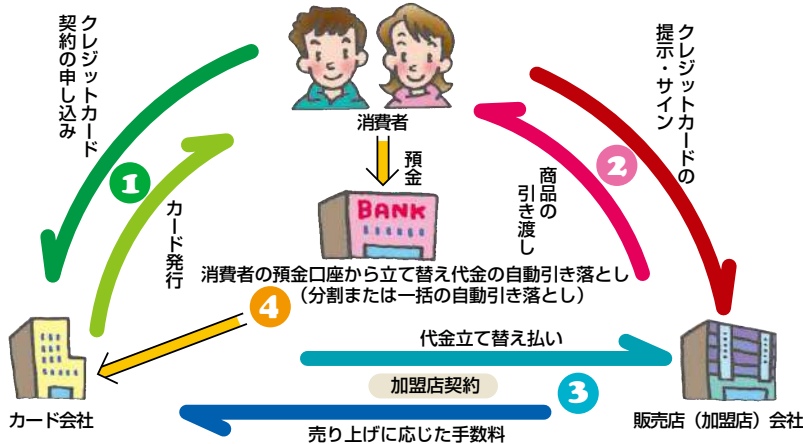 クレジットカード
契約の申し込み
1
カード発行
消費者
預金
BANK
クレジットカードの
提示・サイン
2
商品の
引き渡し
消費者の預金口座から立て替え代金の自動引き落とし
（分割または一括の自動引き落とし）
4
代金立て替え払い
加盟店契約
3
売り上げに応じた手数料
カード会社
販売店（加盟店）会社